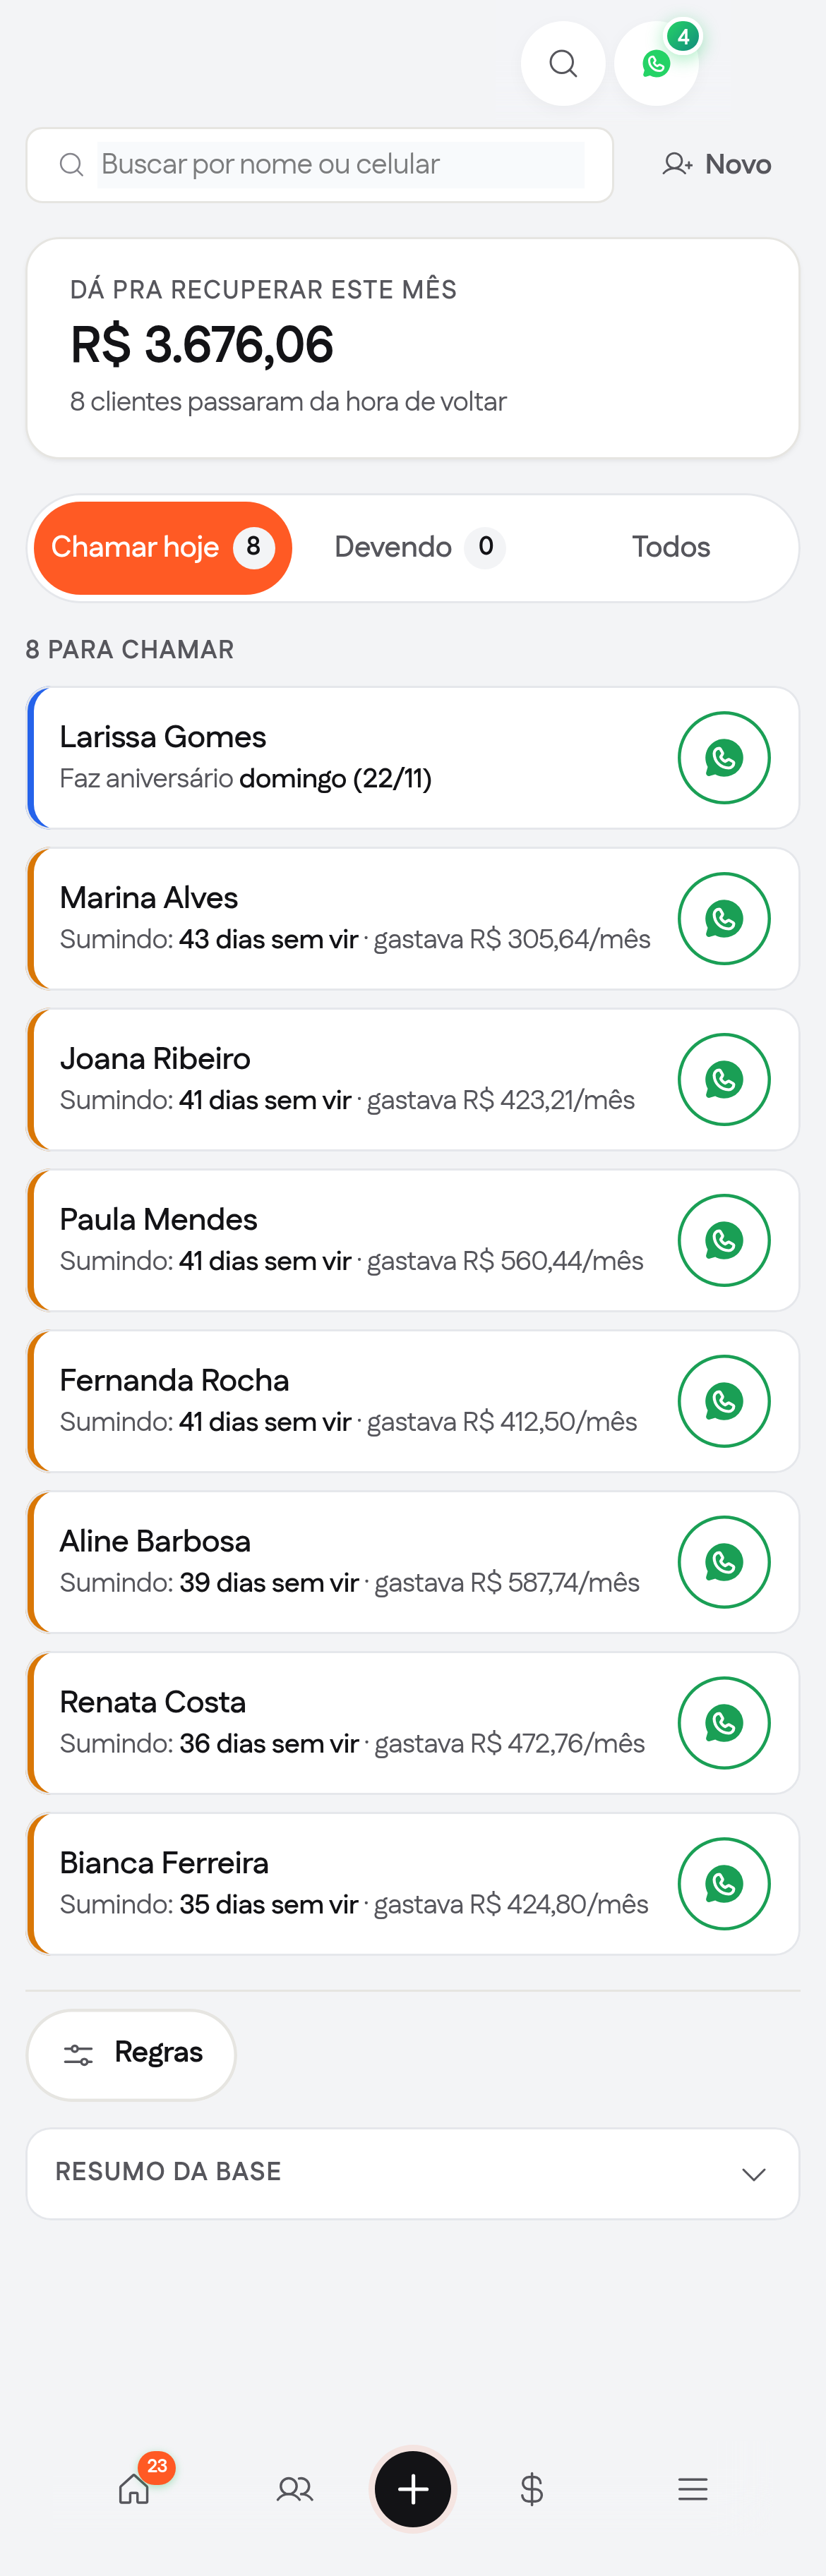 4
Buscar por nome ou celular
Novo
DÁ PRA RECUPERAR ESTE MÊS
R$ 3.676,06
8 clientes passaram da hora de voltar
Chamar hoje 8
Devendo 0
Todos
8 PARA CHAMAR
Larissa Gomes
Faz aniversário domingo (22/11)
Marina Alves
Sumindo: 43 dias sem vir · gastava R$ 305,64/mês
Joana Ribeiro
Sumindo: 41 dias sem vir · gastava R$ 423,21/mês
Paula Mendes
Sumindo: 41 dias sem vir · gastava R$ 560,44/mês
Fernanda Rocha
Sumindo: 41 dias sem vir · gastava R$ 412,50/mês
Aline Barbosa
Sumindo: 39 dias sem vir · gastava R$ 587,74/mês
Renata Costa
Sumindo: 36 dias sem vir · gastava R$ 472,76/mês
Bianca Ferreira
Sumindo: 35 dias sem vir · gastava R$ 424,80/mês
Regras
RESUMO DA BASE
23